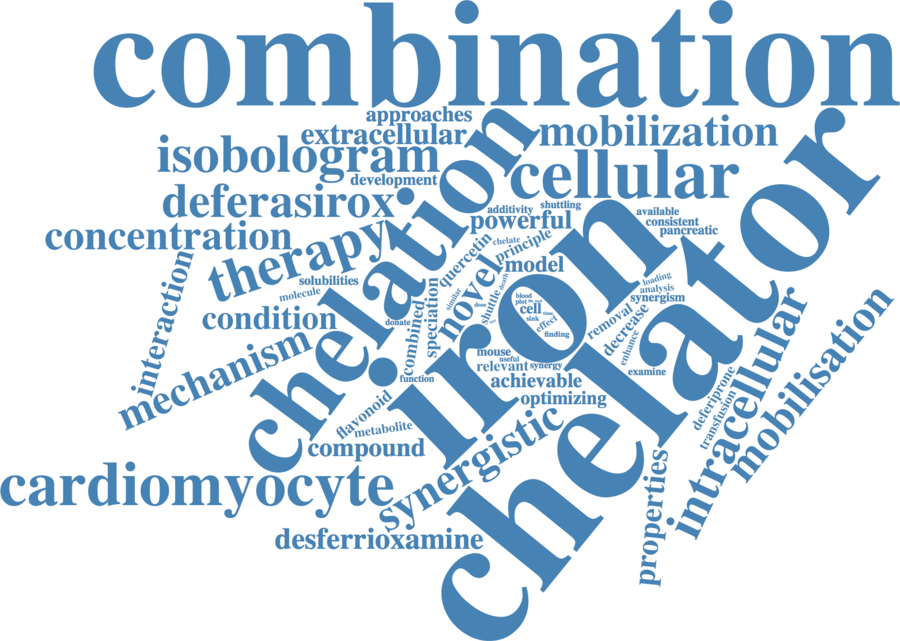 combination
approaches
extracellular
mobilization
isobologram
development
cellular
deferasirox
chelation
chelator
iron
additivity
shuttling
powerful
available
consistent
pancreatic
concentration
therapy
quercetin
chelate
principle
novel
model
solubilities
molecule
interaction
condition
donate
combined
speciation
similar
dose
shuttle
death
blood
plot
cell
sink
effect
finding
loading
analysis
synergism
removal
decrease
enhance
examine
mechanism
mouse
useful
relevant
synergy
function
achievable
optimizing
flavonoid
metabolite
compound
synergistic
deferiprone
transfusion
intracellular
mobilisation
cardiomyocyte
desferrioxamine
properties